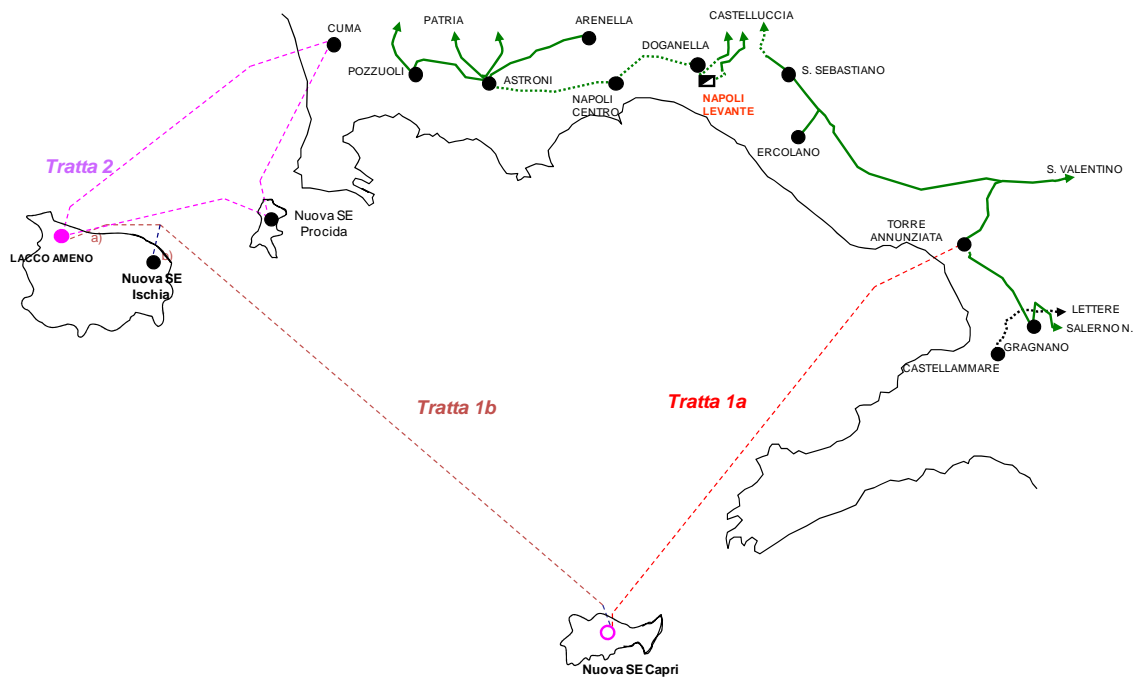 PATRIA
ARENELLA
CASTELLUCCIA
CUMA
DOGANELLA
POZZUOLI
ASTRONI
S. SEBASTIANO
NAPOLI
CENTRO
NAPOLI
LEVANTE
ERCOLANO
Tratta 2
S. VALENTINO
Nuova SE
Procida
TORRE
ANNUNZIATA
a)
LACCO AMENO
b)
Nuova SE
Ischia
LETTERE
SALERNO N.
GRAGNANO
CASTELLAMMARE
Tratta 1b
Tratta 1a
Nuova SE Capri